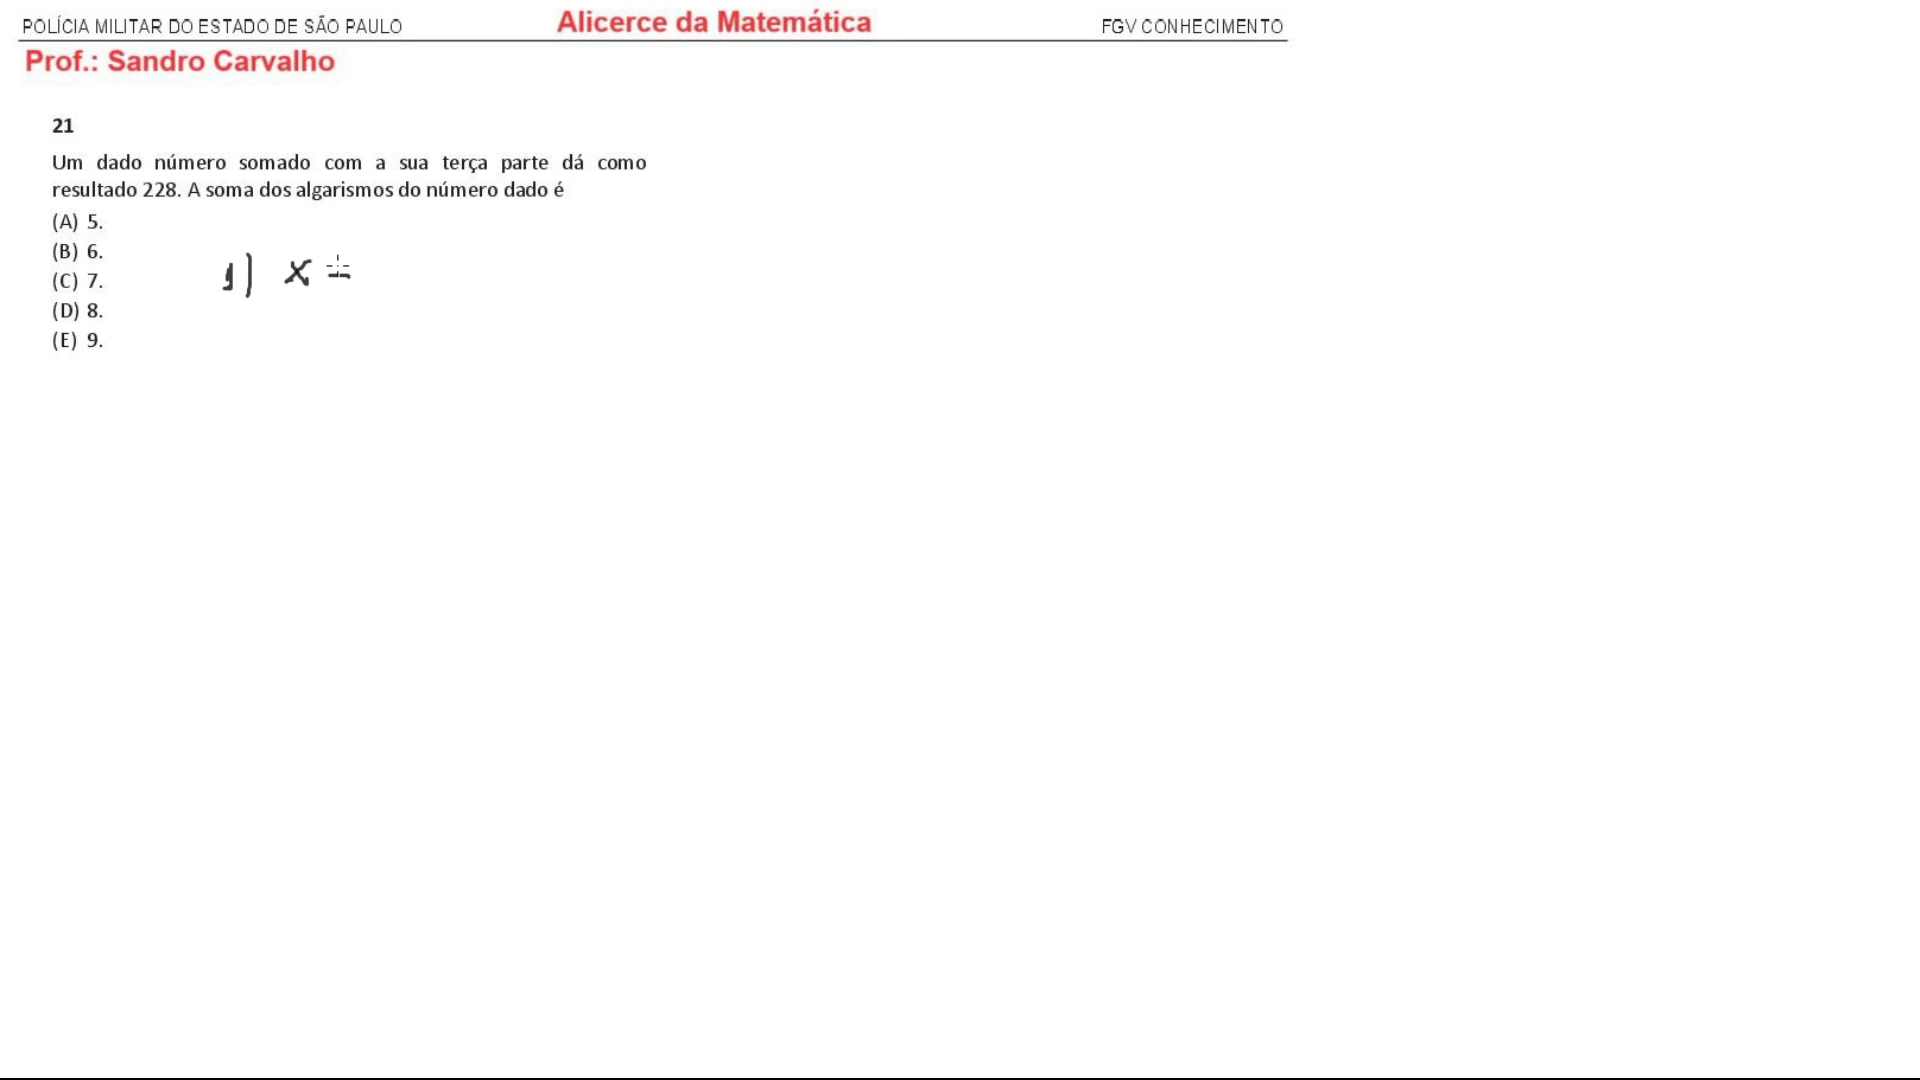 POLÍCIA MILITAR DO ESTADO DE SÃO PAULO Alicerce da Matemática FGV CONHECIMENTO
Prof.: Sandro Carvalho
21
Um dado número somado com a sua terça parte dá como
resultado 228. A soma dos algarismos do número dado é
(A) 5.
(B) 6.
(C) 7.
(D) 8.
(E) 9.
1) x =